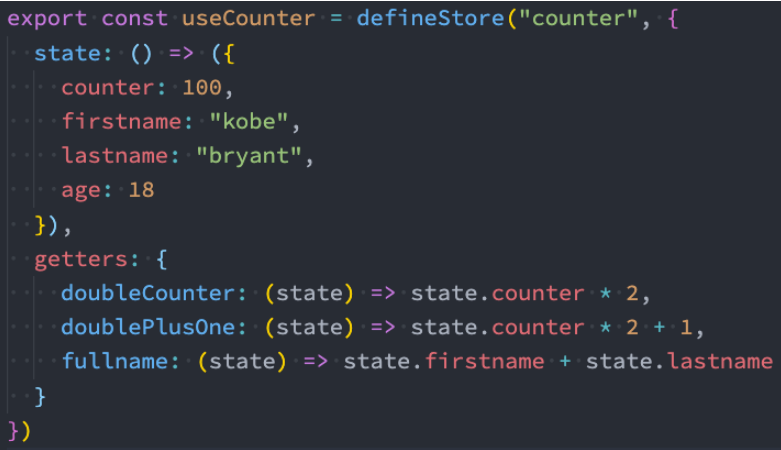 export const useCounter = defineStore("counter", {
  state: () => ({
    counter: 100,
    firstname: "kobe",
    lastname: "bryant",
    age: 18
  }),
  getters: {
    doubleCounter: (state) => state.counter * 2,
    doublePlusOne: (state) => state.counter * 2 + 1,
    fullname: (state) => state.firstname + state.lastname
  }
})